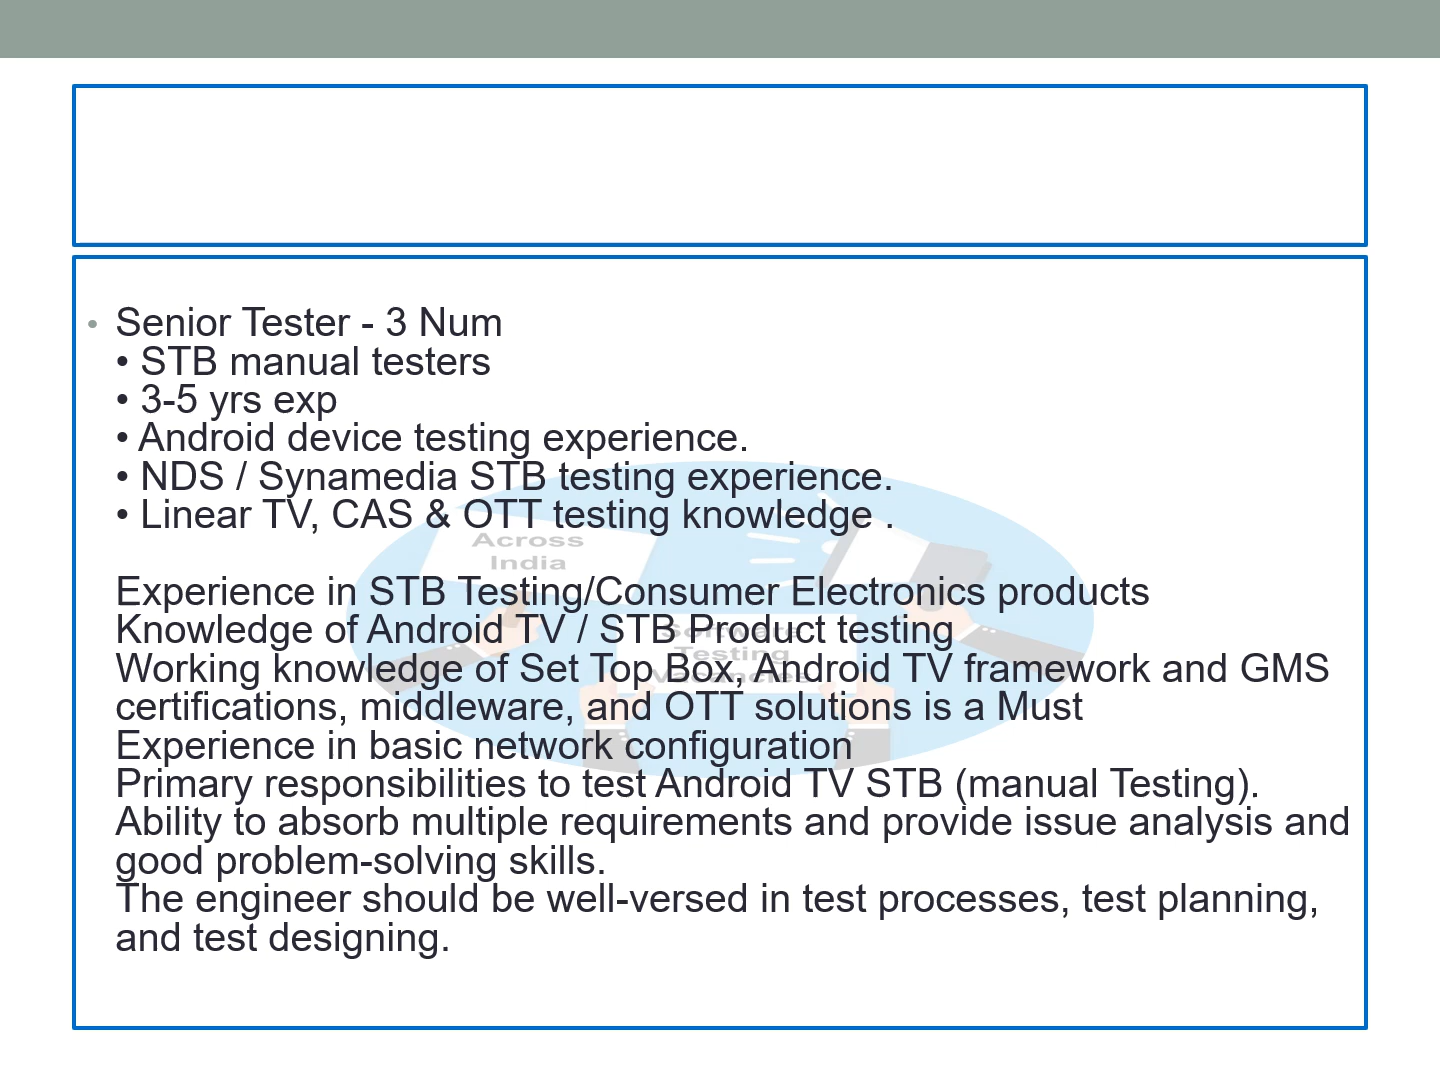 • Senior Tester - 3 Num
• STB manual testers
• 3-5 yrs exp
• Android device testing experience.
• NDS / Synamedia STB testing experience.
• Linear TV, CAS & OTT testing knowledge .
Across
India
Experience in STB Testing/Consumer Electronics products
Knowledge of Android TV / STB Product testing
Software
Testing
Vacancies
Working knowledge of Set Top Box, Android TV framework and GMS
certifications, middleware, and OTT solutions is a Must
Experience in basic network configuration
Primary responsibilities to test Android TV STB (manual Testing).
Ability to absorb multiple requirements and provide issue analysis and
good problem-solving skills.
The engineer should be well-versed in test processes, test planning,
and test designing.